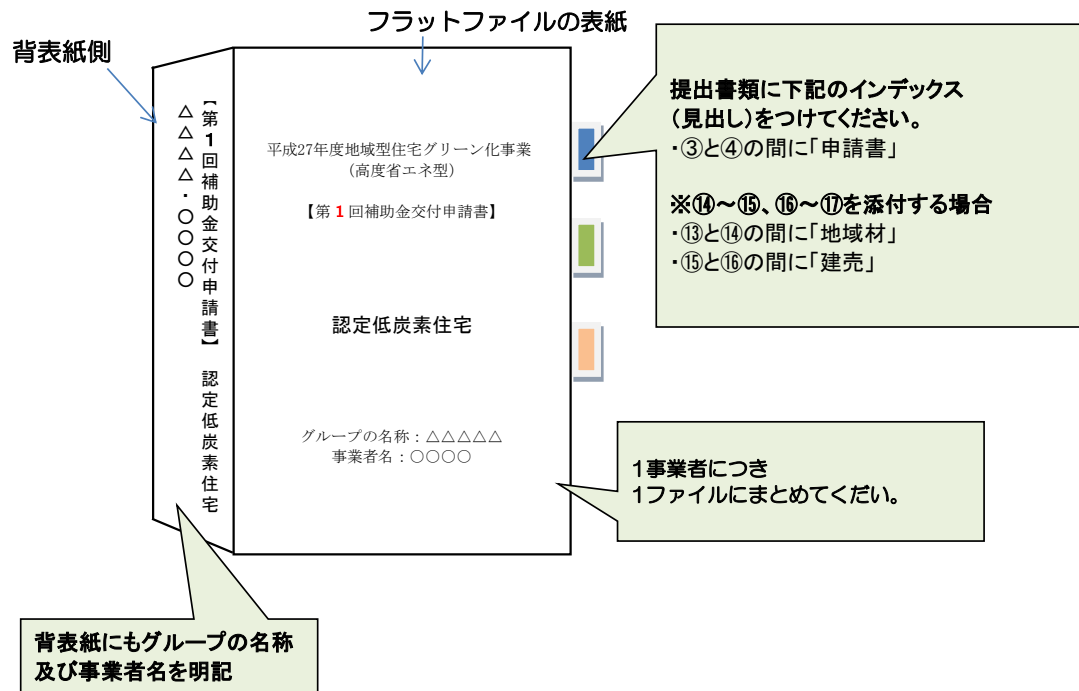 フラットファイルの表紙
背表紙側
【第1回補助金交付申請書】 認定低炭素住宅
△△△△・○○○○
平成27年度地域型住宅グリーン化事業
(高度省エネ型)
【第 1 回補助金交付申請書】
認定低炭素住宅
グループの名称：△△△△△
事業者名：○○○○
提出書類に下記のインデックス
(見出し)をつけてください。
・③と④の間に「申請書」
※⑭～⑮、⑯～⑰を添付する場合
・⑬と⑭の間に「地域材」
・⑮と⑯の間に「建売」
1事業者につき
1ファイルにまとめてくだい。
背表紙にもグループの名称
及び事業者名を明記